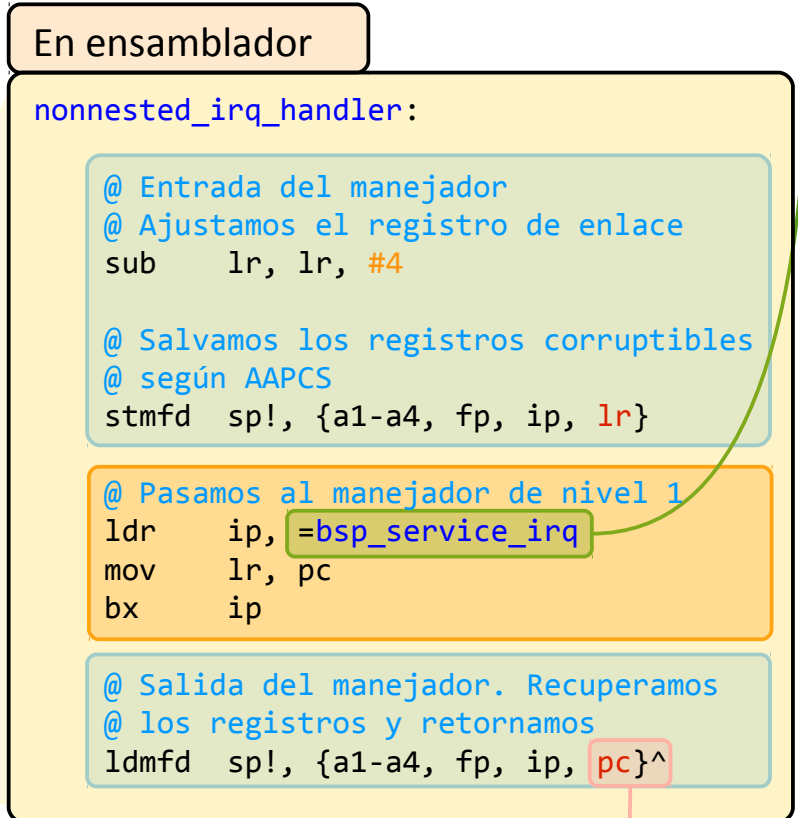 En ensamblador
nonnested_irq_handler:
@ Entrada del manejador
@ Ajustamos el registro de enlace
sub lr, lr, #4
@ Salvamos los registros corruptibles
@ según AAPCS
stmfd sp!, {a1-a4, fp, ip, lr}
@ Pasamos al manejador de nivel 1
ldr ip, =bsp_service_irq
mov lr, pc
bx ip
@ Salida del manejador. Recuperamos
@ los registros y retornamos
ldmfd sp!, {a1-a4, fp, ip, pc}^